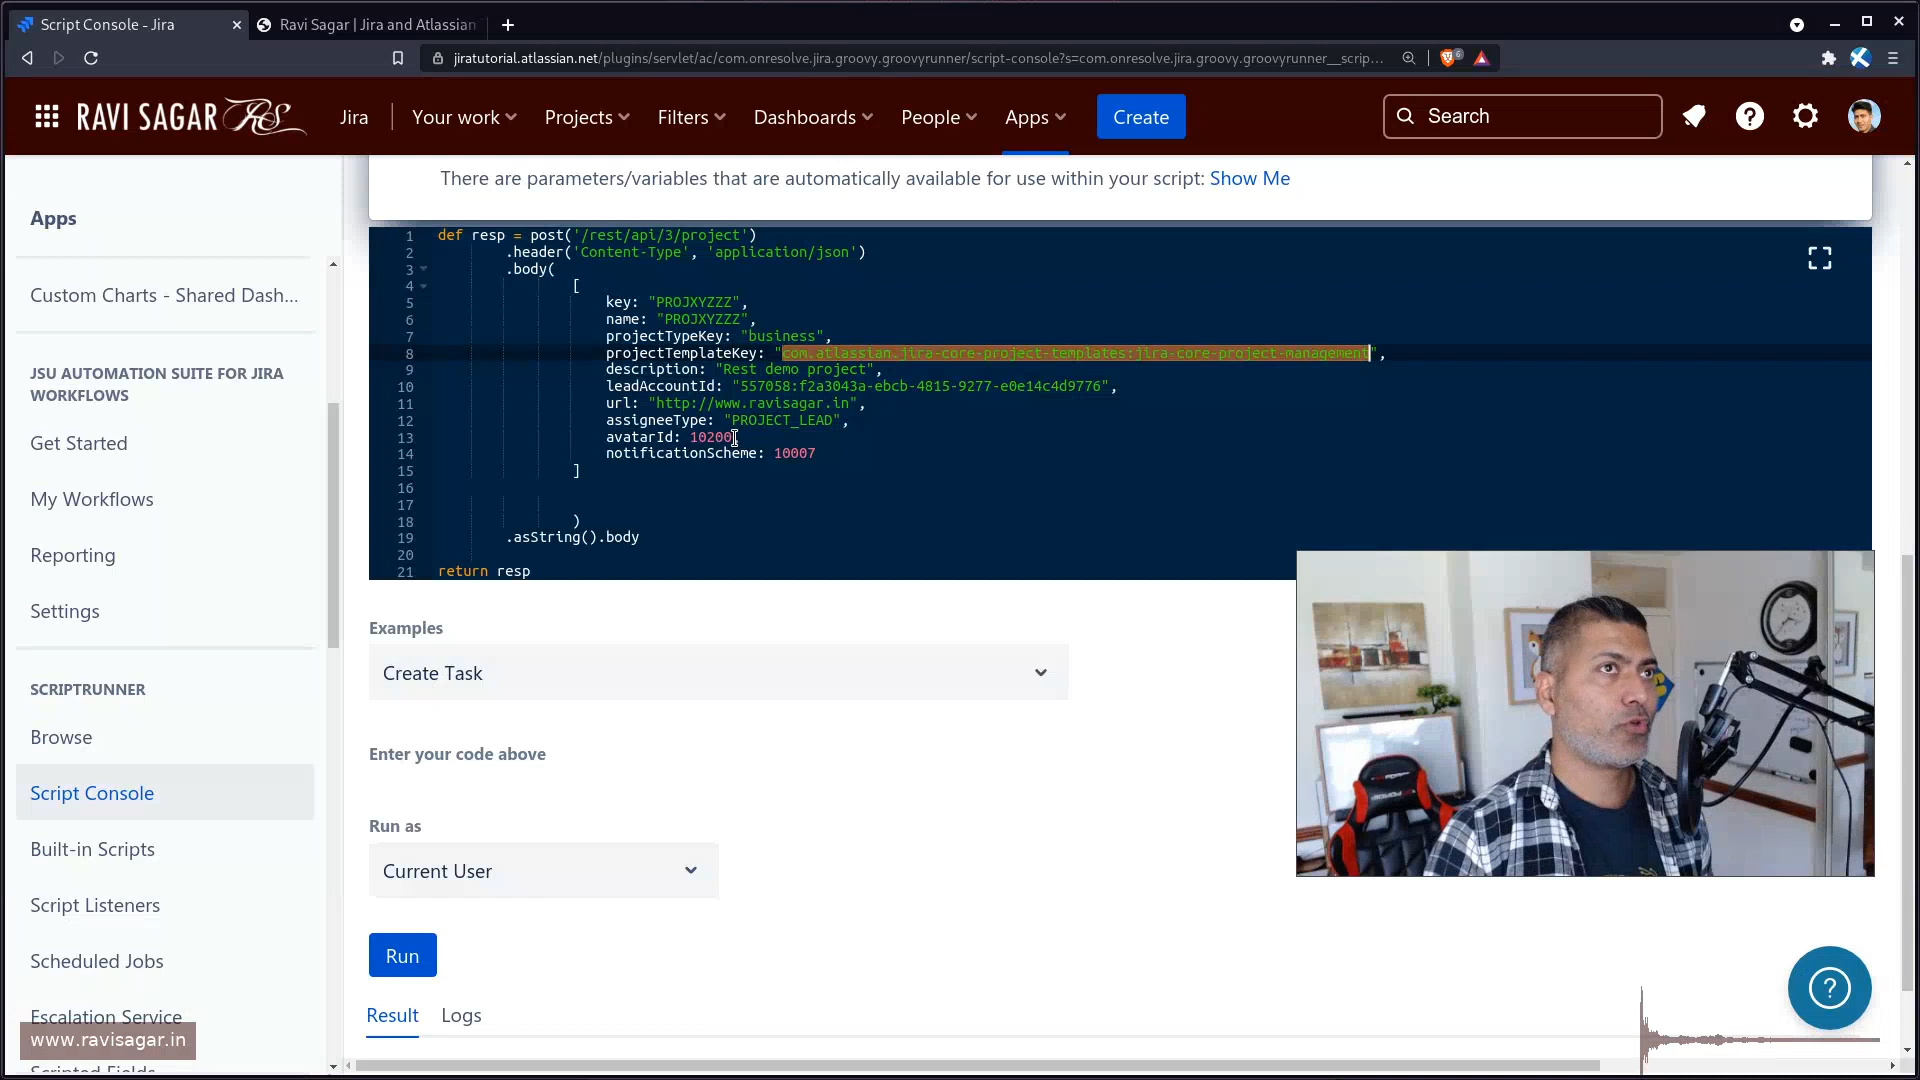 Script Console - Jira
Ravi Sagar | Jira and Atlassian
jiratutorial.atlassian.net/plugins/servlet/ac/com.onresolve.jira.groovy.groovyrunner/script-console?s=com.onresolve.jira.groovy.groovyrunner__scrip...
6
RAVI SAGAR RS
Jira
Your work
Projects
Filters
Dashboards
People
Apps
Create
Search
Apps
Custom Charts - Shared Dash...
JSU AUTOMATION SUITE FOR JIRA
WORKFLOWS
Get Started
My Workflows
Reporting
Settings
SCRIPTRUNNER
Browse
Script Console
Built-in Scripts
Script Listeners
Scheduled Jobs
Escalation Service
www.ravisagar.in
Scripted Fields
There are parameters/variables that are automatically available for use within your script: Show Me
1 def resp = post('/rest/api/3/project')
2 .header('Content-Type', 'application/json')
3 .body(
4 [
5 key: "PROJXYZZZ",
6 name: "PROJXYZZZ",
7 projectTypeKey: "business",
8 projectTemplateKey: "com.atlassian.jira-core-project-templates:jira-core-project-management",
9 description: "Rest demo project",
10 leadAccountId: "557058:f2a3043a-ebcb-4815-9277-e0e14c4d9776",
11 url: "http://www.ravisagar.in",
12 assigneeType: "PROJECT_LEAD",
13 avatarId: 10200,
14 notificationScheme: 10007
15 ]
16
17
18 )
19 .asString().body
20
21 return resp
Examples
Create Task
Enter your code above
Run as
Current User
Run
Result
Logs